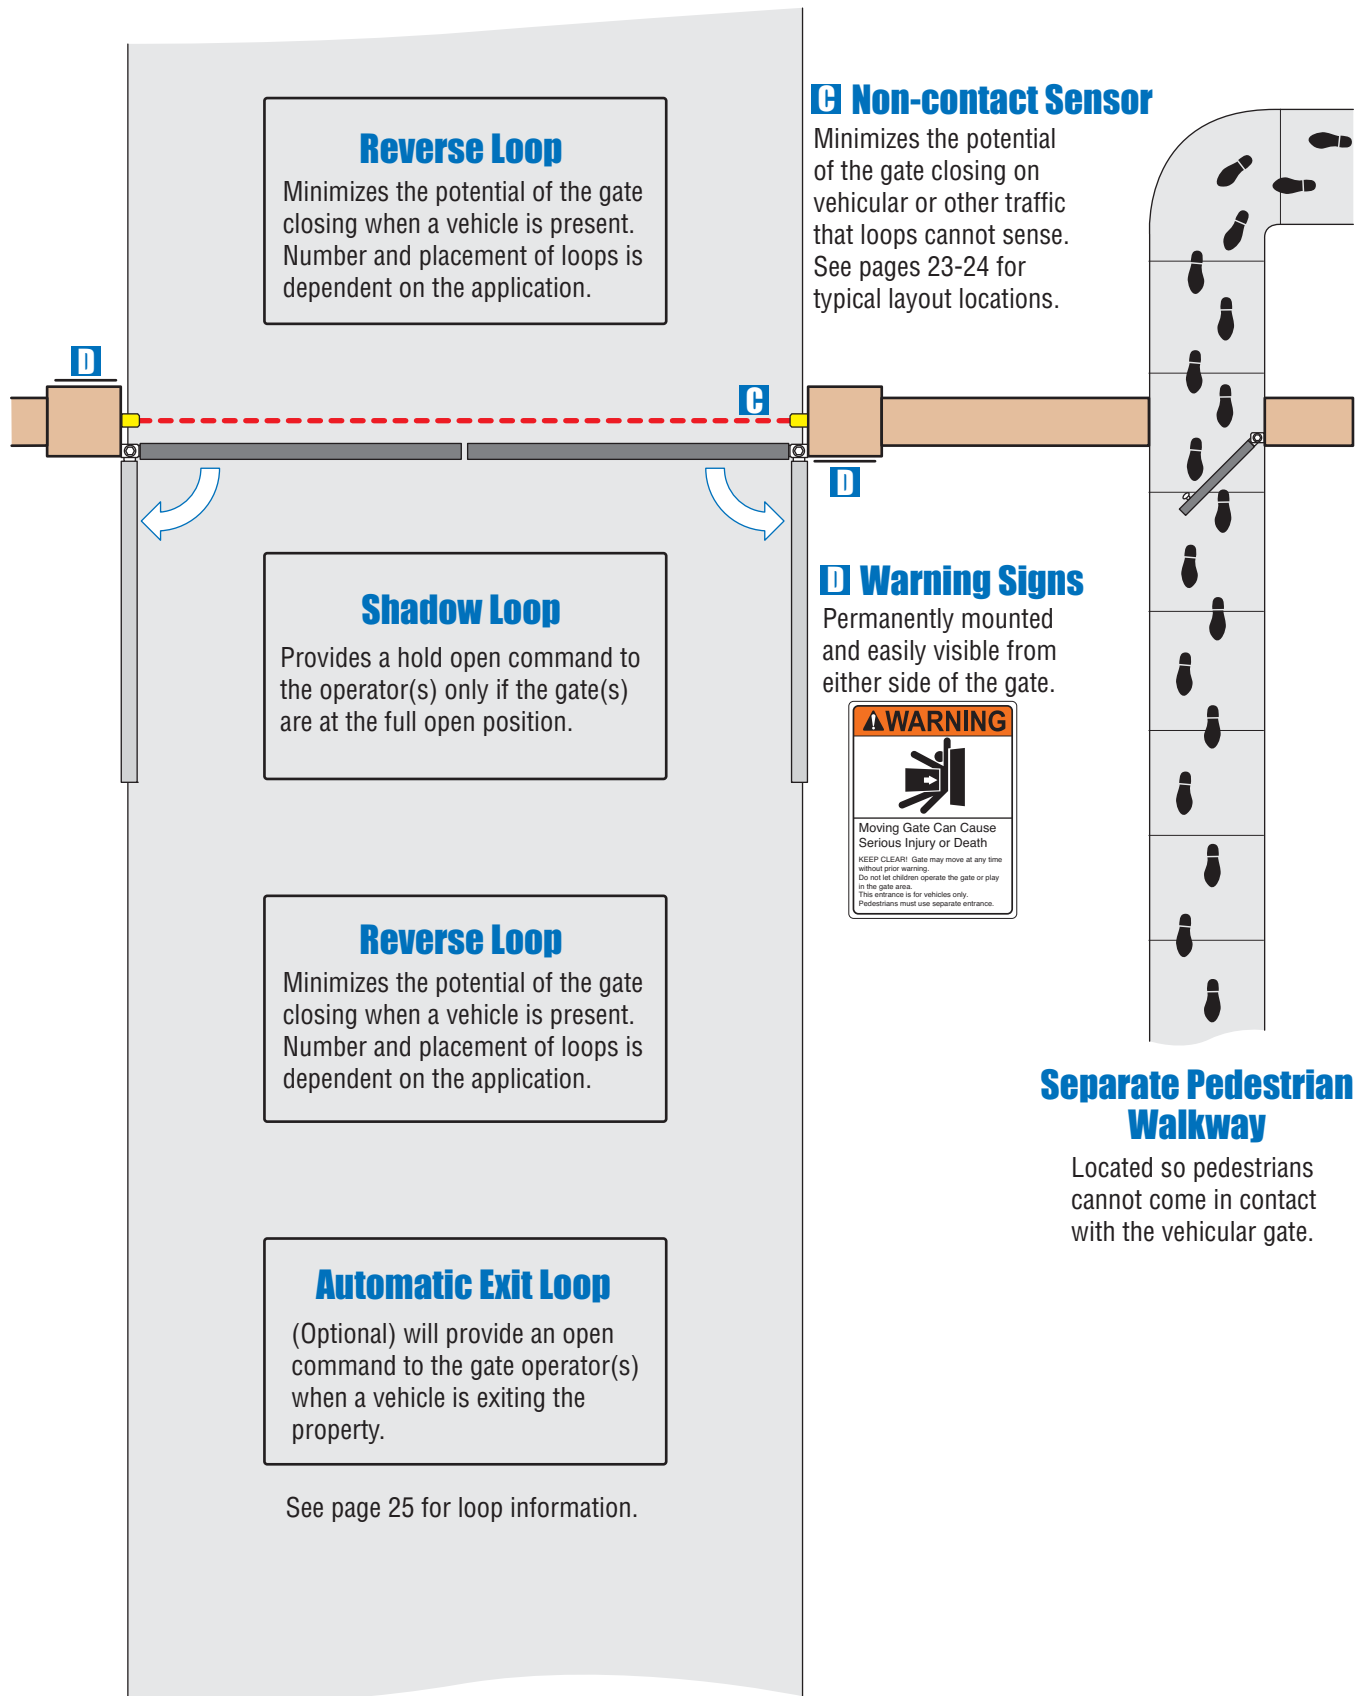 Reverse Loop
Minimizes the potential of the gate
closing when a vehicle is present.
Number and placement of loops is
dependent on the application.
C Non-contact Sensor
Minimizes the potential
of the gate closing on
vehicular or other traffic
that loops cannot sense.
See pages 23-24 for
typical layout locations.
D
C
D
Shadow Loop
Provides a hold open command to
the operator(s) only if the gate(s)
are at the full open position.
D Warning Signs
Permanently mounted
and easily visible from
either side of the gate.
WARNING
Moving Gate Can Cause
Serious Injury or Death
KEEP CLEAR! Gate may move at any time
without prior warning.
Do not let children operate the gate or play
in the gate area.
This entrance is for vehicles only.
Pedestrians must use separate entrance.
Reverse Loop
Minimizes the potential of the gate
closing when a vehicle is present.
Number and placement of loops is
dependent on the application.
Separate Pedestrian
Walkway
Located so pedestrians
cannot come in contact
with the vehicular gate.
Automatic Exit Loop
(Optional) will provide an open
command to the gate operator(s)
when a vehicle is exiting the
property.
See page 25 for loop information.